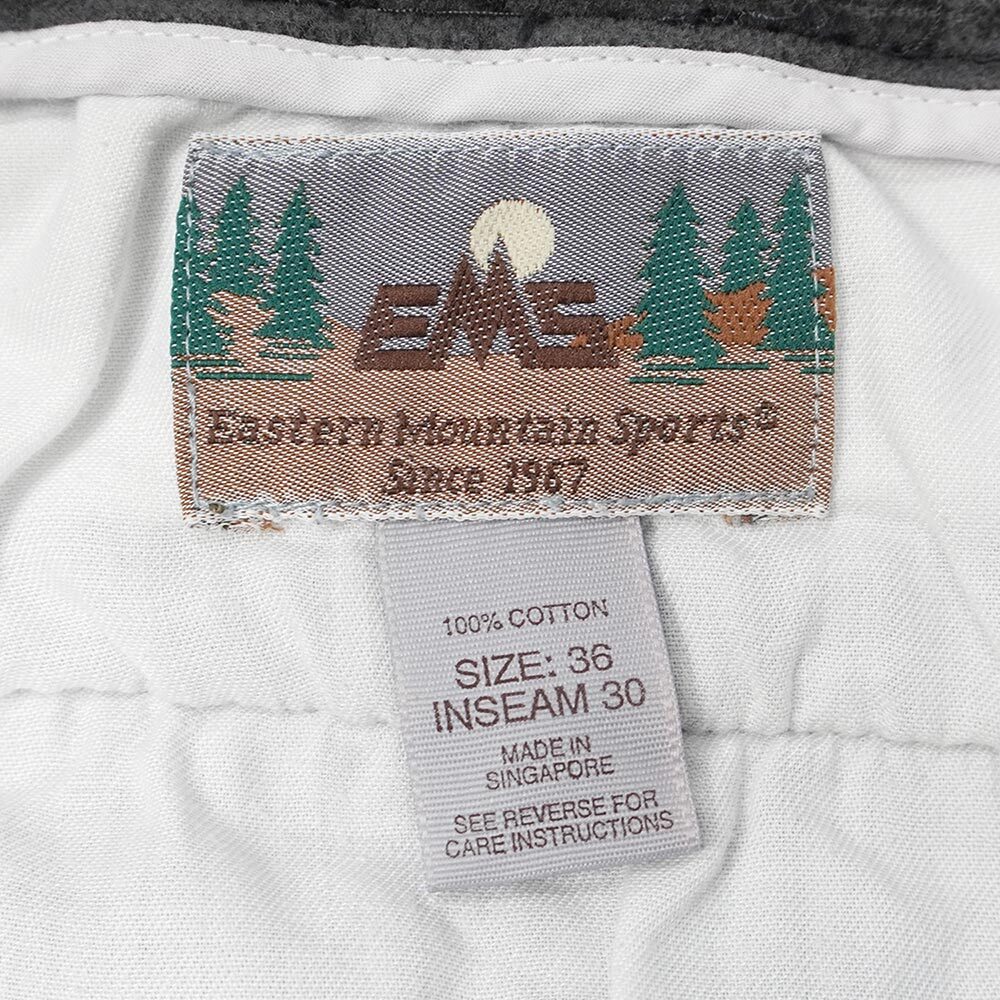 EMS
Eastern Mountain Sports®
Since 1967
100% COTTON
SIZE: 36
INSEAM 30
MADE IN
SINGAPORE
SEE REVERSE FOR
CARE INSTRUCTIONS